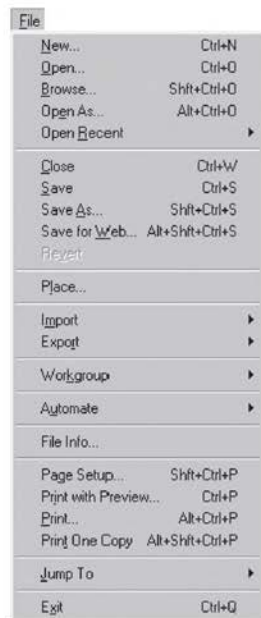 File
New... Ctrl+N
Open... Ctrl+O
Browse... Shft+Ctrl+O
Open As... Alt+Ctrl+O
Open Recent
Close Ctrl+W
Save Ctrl+S
Save As... Shft+Ctrl+S
Save for Web... Alt+Shft+Ctrl+S
Revert
Place...
Import
Export
Workgroup
Automate
File Info...
Page Setup... Shft+Ctrl+P
Print with Preview... Ctrl+P
Print... Alt+Ctrl+P
Print One Copy Alt+Shft+Ctrl+P
Jump To
Exit Ctrl+Q